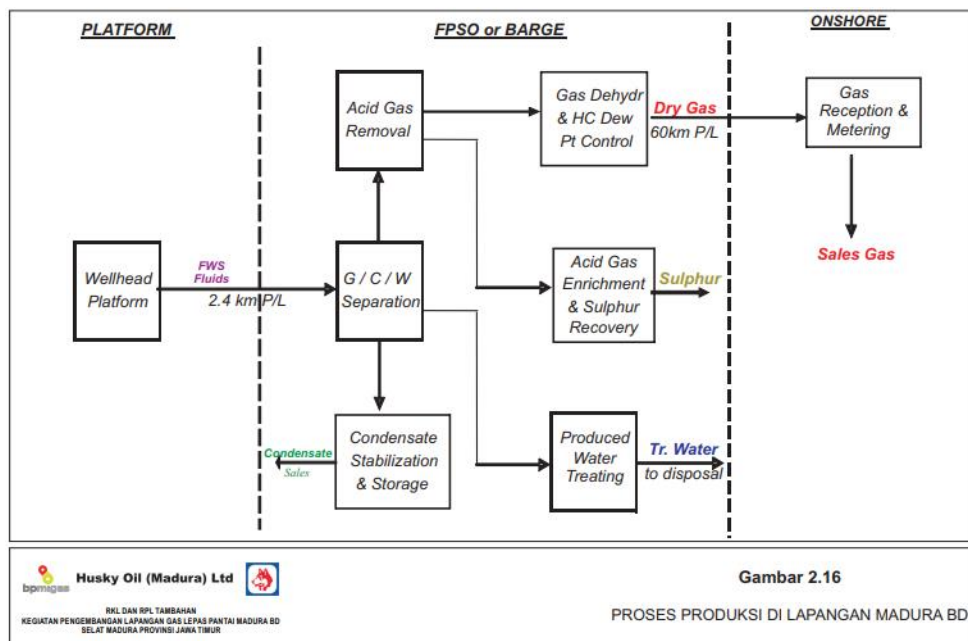 PLATFORM
FPSO or BARGE
ONSHORE
Acid Gas
Removal
Gas Dehydr
& HC Dew
Pt Control
Dry Gas
60km P/L
Gas
Reception &
Metering
Sales Gas
Wellhead
Platform
FWS
Fluids
2.4 km P/L
G / C / W
Separation
Acid Gas
Enrichment
& Sulphur
Recovery
Sulphur
Condensate
Sales
Condensate
Stabilization
& Storage
Produced
Water
Treating
Tr. Water
to disposal
bpmigas
Husky Oil (Madura) Ltd
RKL DAN RPL TAMBAHAN
KEGIATAN PENGEMBANGAN LAPANGAN GAS LEPAS PANTAI MADURA BD
SELAT MADURA PROVINSI JAWA TIMUR
Gambar 2.16
PROSES PRODUKSI DI LAPANGAN MADURA BD